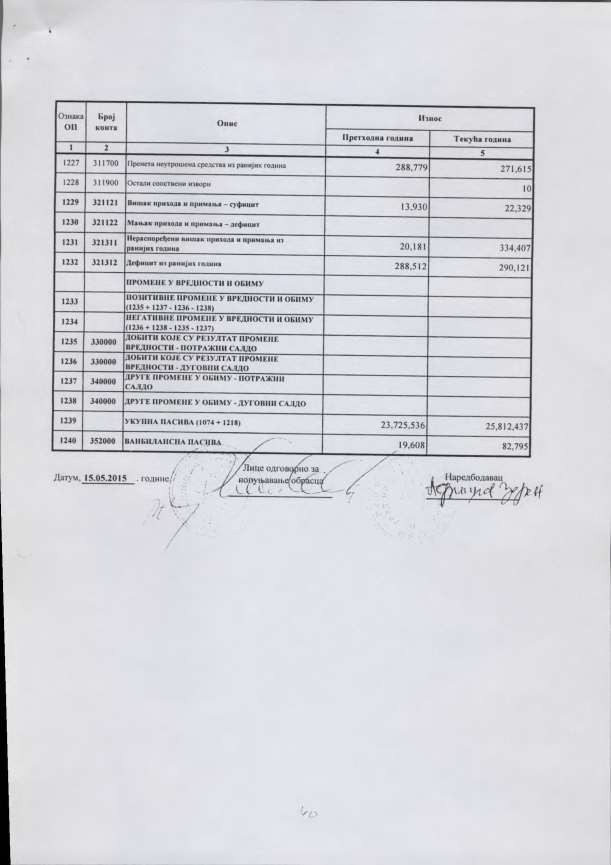 Ознака ОП Број конта Опис Износ
Претходна година Текућа година
1 2 3 4 5
1227 311700 Пренета неутрошена средства из ранијих година 288,779 271,615
1228 311900 Остали сопствени извори 10
1229 321121 Вишак прихода и примања – суфицит 13,930 22,329
1230 321122 Мањак прихода и примања – дефицит
1231 321311 Нераспоређени вишак прихода и примања из
ранијих година 20,181 334,407
1232 321312 Дефицит из ранијих година 288,512 290,121
ПРОМЕНЕ У ВРЕДНОСТИ И ОБИМУ
1233 ПОЗИТИВНЕ ПРОМЕНЕ У ВРЕДНОСТИ И ОБИМУ
(1235 + 1237 - 1236 - 1238)
1234 НЕГАТИВНЕ ПРОМЕНЕ У ВРЕДНОСТИ И ОБИМУ
(1236 + 1238 - 1235 - 1237)
1235 330000 ДОБИТИ КОЈЕ СУ РЕЗУЛТАТ ПРОМЕНЕ
ВРЕДНОСТИ - ПОТРАЖНИ САЛДО
1236 330000 ДОБИТИ КОЈЕ СУ РЕЗУЛТАТ ПРОМЕНЕ
ВРЕДНОСТИ - ДУГОВНИ САЛДО
1237 340000 ДРУГЕ ПРОМЕНЕ У ОБИМУ - ПОТРАЖНИ
САЛДО
1238 340000 ДРУГЕ ПРОМЕНЕ У ОБИМУ - ДУГОВНИ САЛДО
1239 УКУПНА ПАСИВА (1074 + 1218) 23,725,536 25,812,437
1240 352000 ВАНБИЛАНСНА ПАСИВА 19,608 82,795
Датум, 15.05.2015 . године
Лице одговорно за
попуњавање обрасца
Наредбодавац
40